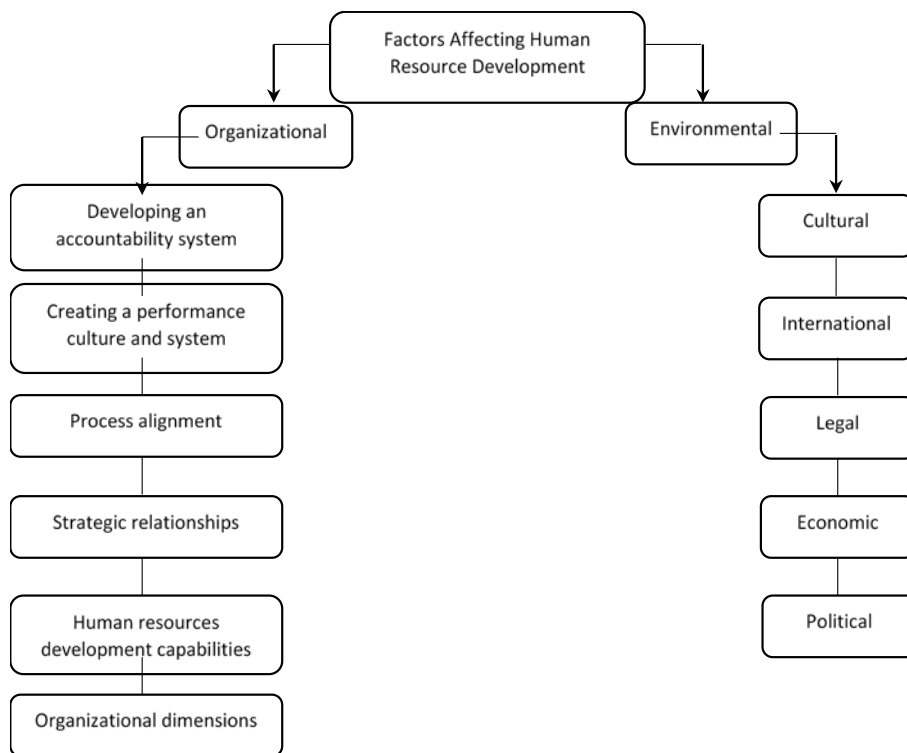 Factors Affecting Human
Resource Development
Organizational
Environmental
Developing an
accountability system
Creating a performance
culture and system
Process alignment
Strategic relationships
Human resources
development capabilities
Organizational dimensions
Cultural
International
Legal
Economic
Political